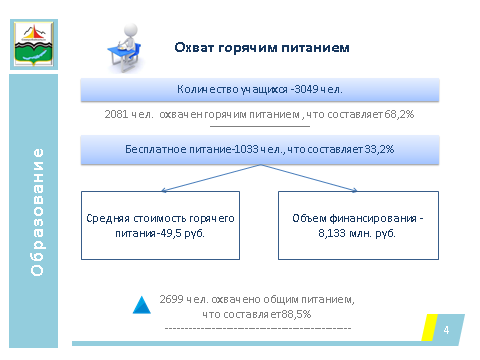 Охват горячим питанием
Количество учащихся -3049 чел.
2081 чел. охвачен горячим питанием , что составляет 68,2%
Бесплатное питание-1033 чел., что составляет 33,2%
Средняя стоимость горячего
питания-49,5 руб.
Объем финансирования -
8,133 млн. руб.
2699 чел. охвачено общим питанием,
что составляет 88,5%
Образование
4